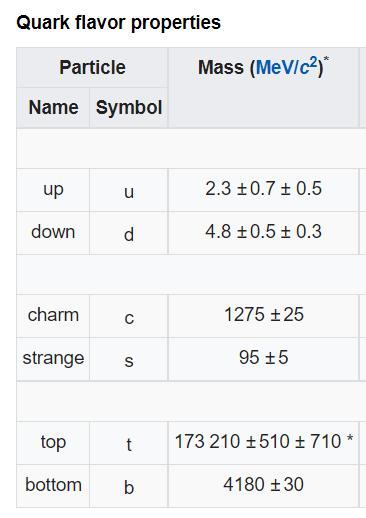 Quark flavor properties
Particle Mass (MeV/c²)*
Name Symbol
up u 2.3 ±0.7 ± 0.5
down d 4.8 ±0.5 ± 0.3
charm c 1275 ±25
strange s 95 ±5
top t 173 210 ±510 ± 710 *
bottom b 4180 ±30